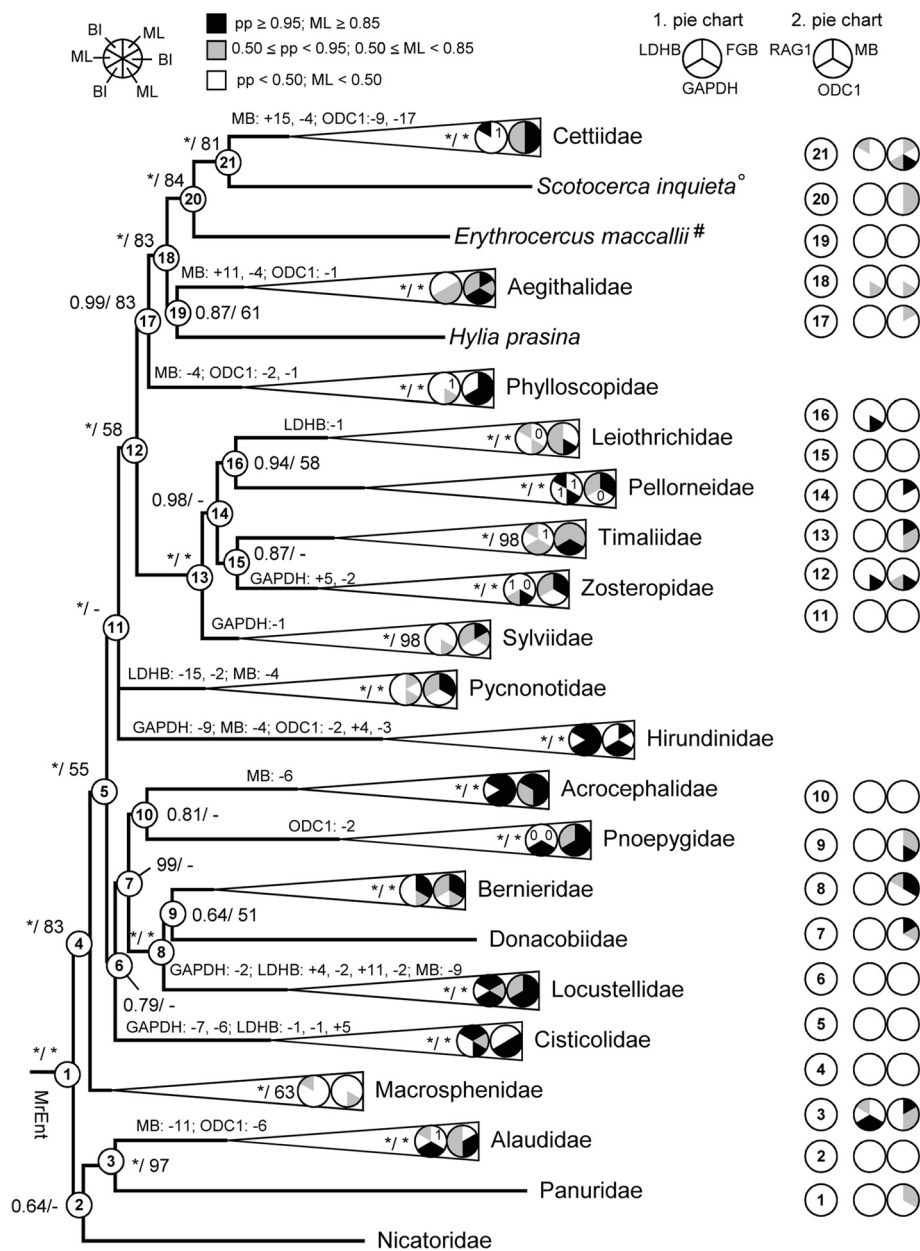 BI
ML
ML
BI
BI
ML
pp ≥ 0.95; ML ≥ 0.85
0.50 ≤ pp < 0.95; 0.50 ≤ ML < 0.85
pp < 0.50; ML < 0.50
1. pie chart
2. pie chart
LDHB
FGB
GAPDH
RAG1
MB
ODC1
MB: +15, -4; ODC1:-9, -17
*/ 81
21
*/ *
1
Cettiidae
Scotocerca inquieta°
*/ 84
20
Erythrocercus maccallii #
*/ 83
18
MB: +11, -4; ODC1: -1
*/ *
Aegithalidae
0.99/ 83
17
19
0.87/ 61
Hylia prasina
MB: -4; ODC1: -2, -1
*/ *
1
Phylloscopidae
*/ 58
12
LDHB:-1
*/ *
0
Leiothrichidae
16
0.94/ 58
*/ *
1
1
0
Pellorneidae
0.98/ -
14
*/ 98
1
Timaliidae
15
0.87/ -
*/ *
13
GAPDH: +5, -2
*/ *
1 0
Zosteropidae
GAPDH:-1
*/ 98
Sylviidae
*/ -
11
LDHB: -15, -2; MB: -4
*/ *
Pycnonotidae
GAPDH: -9; MB: -4; ODC1: -2, +4, -3
*/ *
Hirundinidae
*/ 55
5
MB: -6
*/ *
Acrocephalidae
10
0.81/ -
ODC1: -2
*/ *
0 0
Pnoepygidae
7
99/ -
*/ *
Bernieridae
9
0.64/ 51
Donacobiidae
*/ 83
4
*/ *
8
6
0.79/ -
GAPDH: -2; LDHB: +4, -2, +11, -2; MB: -9
*/ *
Locustellidae
GAPDH: -7, -6; LDHB: -1, -1, +5
*/ *
Cisticolidae
*/ *
1
MrEnt
*/ 63
Macrosphenidae
MB: -11; ODC1: -6
*/ *
1
Alaudidae
3
*/ 97
Panuridae
0.64/-
2
Nicatoridae
21
20
19
18
17
16
15
14
13
12
11
10
9
8
7
6
5
4
3
2
1